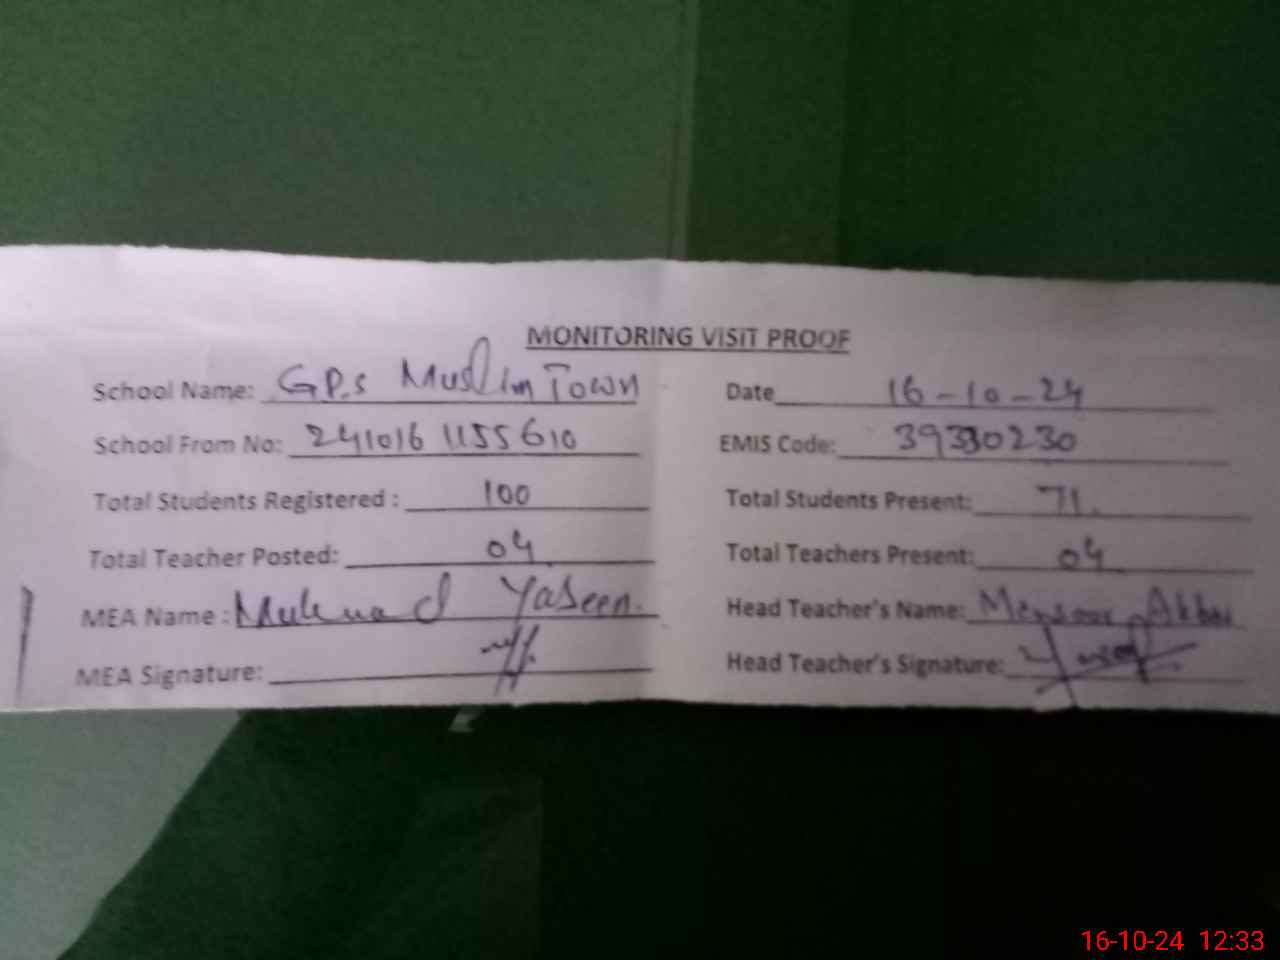 MONITORING VISIT PROOF
School Name: G.P.S Muslim Town Date 16-10-24
School From No: 241016 1155610 EMIS Code: 39330230
Total Students Registered : 100 Total Students Present: 71.
Total Teacher Posted: 04 Total Teachers Present: 04
MEA Name : Yaseen. Head Teacher's Name: Akbar
MEA Signature: Head Teacher's Signature:
16-10-24 12:33